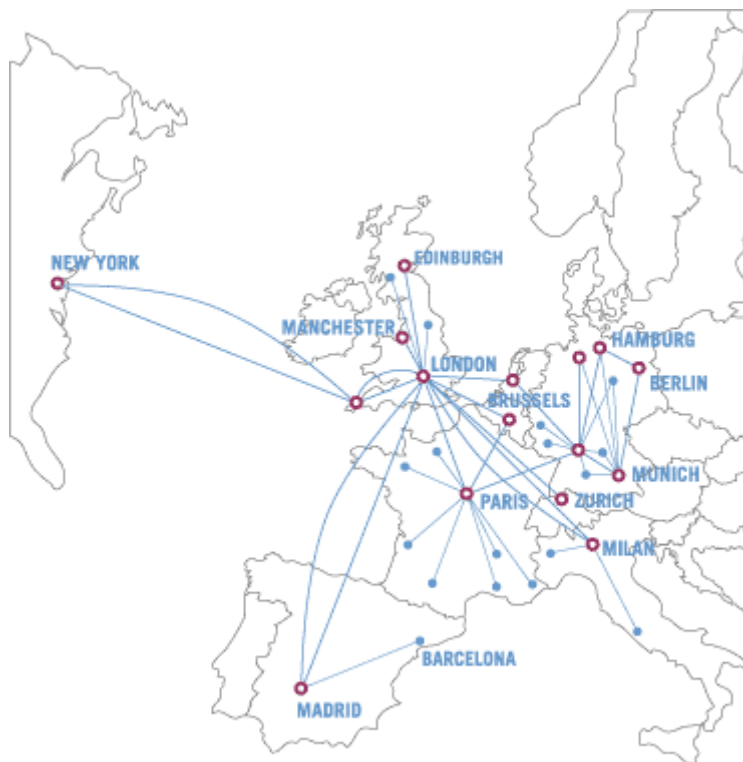 EDINBURGH
NEW YORK
MANCHESTER
HAMBURG
LONDON
BERLIN
BRUSSELS
MUNICH
PARIS
ZURICH
MILAN
BARCELONA
MADRID